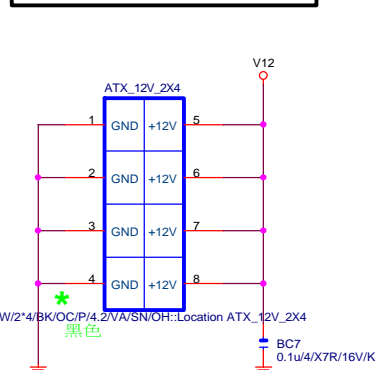 V12
ATX_12V_2X4
1 GND +12V 5
2 GND +12V 6
3 GND +12V 7
4 GND +12V 8
*
W/2*4/BK/OC/P/4.2/VA/SN/OH::Location ATX_12V_2X4
黑色
BC7
0.1u/4/X7R/16V/K